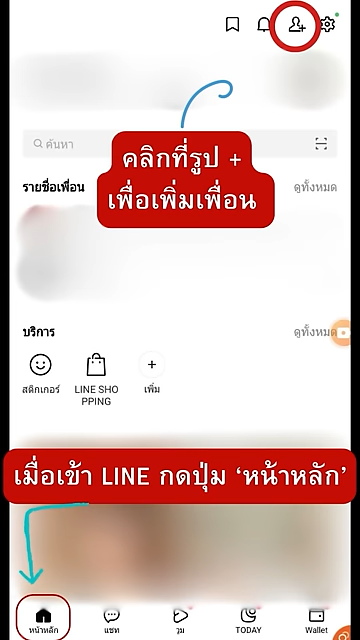 ค้นหา
คลิกที่รูป +
เพื่อเพิ่มเพื่อน
รายชื่อเพื่อน
ดูทั้งหมด
บริการ
ดูทั้งหมด
สติกเกอร์
LINE SHO
PPING
เพิ่ม
เมื่อเข้า LINE กดปุ่ม ‘หน้าหลัก’
หน้าหลัก
แชท
วูม
TODAY
Wallet